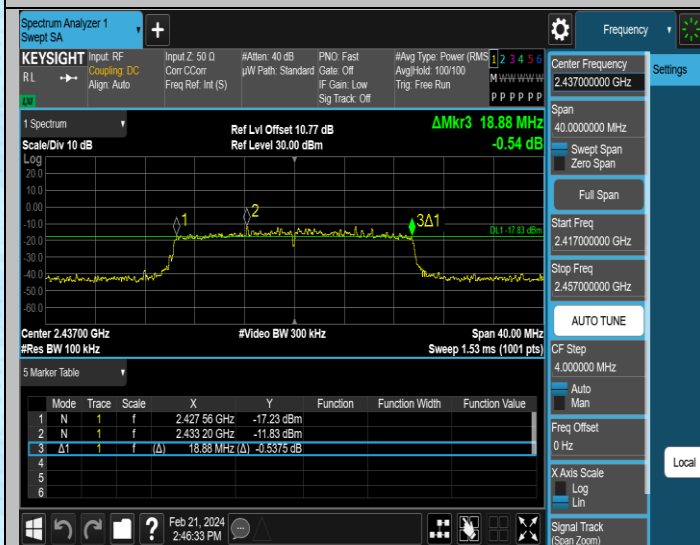 Spectrum Analyzer 1
Swept SA
Frequency
KEYSIGHT
RL
Input: RF
Coupling: DC
Align: Auto
Input Z: 50 Ω
Corr CCorr
Freq Ref: Int (S)
#Atten: 40 dB
µW Path: Standard
PNO: Fast
Gate: Off
IF Gain: Low
Sig Track: Off
#Avg Type: Power (RMS
Avg|Hold: 100/100
Trig: Free Run
1 2 3 4 5 6
M W W W W W
P P P P P P
Settings
Center Frequency
2.437000000 GHz
Span
40.0000000 MHz
Swept Span
Zero Span
Full Span
Start Freq
2.417000000 GHz
Stop Freq
2.457000000 GHz
AUTO TUNE
CF Step
4.000000 MHz
Auto
Man
Freq Offset
0 Hz
X Axis Scale
Log
Lin
Signal Track
(Span Zoom)
Local
1 Spectrum
Scale/Div 10 dB
Ref Lvl Offset 10.77 dB
Ref Level 30.00 dBm
ΔMkr3 18.88 MHz
-0.54 dB
Log
20.0
10.0
0.00
-10.0
-20.0
-30.0
-40.0
-50.0
-60.0
1
2
3Δ1
DL1 -17.83 dBm
Center 2.43700 GHz
#Video BW 300 kHz
Span 40.00 MHz
#Res BW 100 kHz
Sweep 1.53 ms (1001 pts)
5 Marker Table
Mode Trace Scale X Y Function Function Width Function Value
1 N 1 f 2.427 56 GHz -17.23 dBm
2 N 1 f 2.433 20 GHz -11.83 dBm
3 Δ1 1 f (Δ) 18.88 MHz (Δ) -0.5375 dB
4
5
6
?
Feb 21, 2024
2:46:33 PM